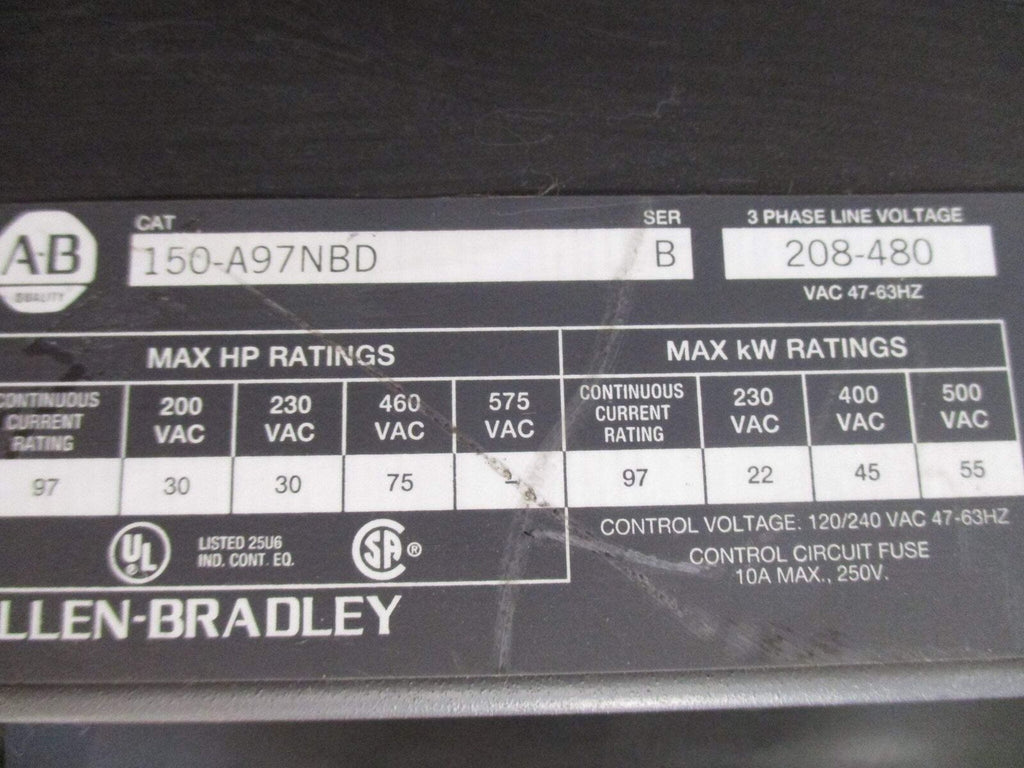 A-B
QUALITY
CAT
SER
150-A97NBD
B
3 PHASE LINE VOLTAGE
208-480
VAC 47-63HZ
MAX HP RATINGS
MAX kW RATINGS
CONTINUOUS CURRENT RATING
200 VAC
230 VAC
460 VAC
575 VAC
CONTINUOUS CURRENT RATING
230 VAC
400 VAC
500 VAC
97
30
30
75
-
97
22
45
55
UL
LISTED 25U6
IND. CONT. EQ.
SA ®
CONTROL VOLTAGE. 120/240 VAC 47-63HZ
CONTROL CIRCUIT FUSE
10A MAX., 250V.
LLEN-BRADLEY